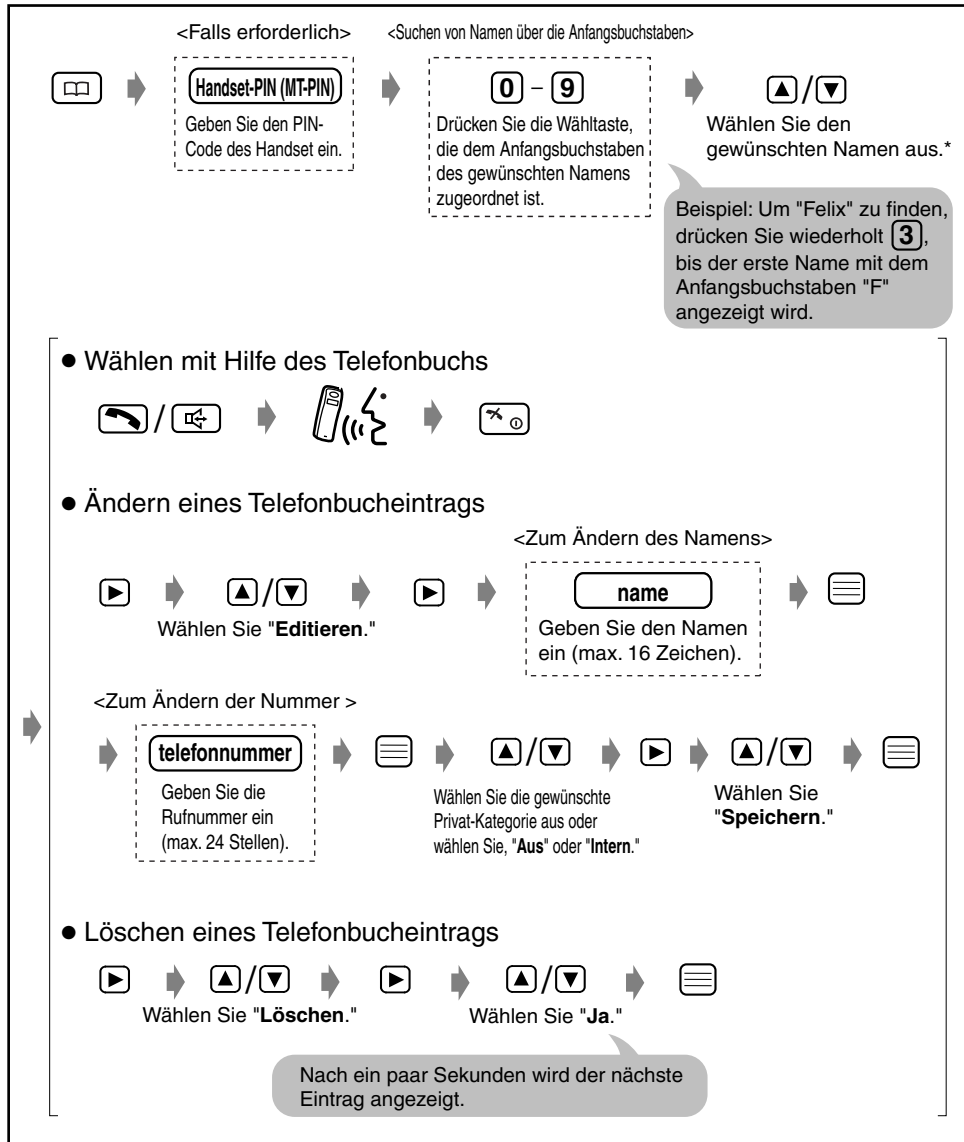 <Falls erforderlich>
<Suchen von Namen über die Anfangsbuchstaben>
Handset-PIN (MT-PIN)
Geben Sie den PIN-
Code des Handset ein.
0 – 9
Drücken Sie die Wähltaste,
die dem Anfangsbuchstaben
des gewünschten Namens
zugeordnet ist.
/
Wählen Sie den
gewünschten Namen aus.*
Beispiel: Um "Felix" zu finden,
drücken Sie wiederholt 3,
bis der erste Name mit dem
Anfangsbuchstaben "F"
angezeigt wird.
● Wählen mit Hilfe des Telefonbuchs
/
● Ändern eines Telefonbucheintrags
<Zum Ändern des Namens>
/
Wählen Sie "Editieren."
name
Geben Sie den Namen
ein (max. 16 Zeichen).
<Zum Ändern der Nummer >
telefonnummer
Geben Sie die
Rufnummer ein
(max. 24 Stellen).
/
Wählen Sie die gewünschte
Privat-Kategorie aus oder
wählen Sie, "Aus" oder "Intern."
/
Wählen Sie
"Speichern."
● Löschen eines Telefonbucheintrags
/
Wählen Sie "Löschen."
/
Wählen Sie "Ja."
Nach ein paar Sekunden wird der nächste
Eintrag angezeigt.